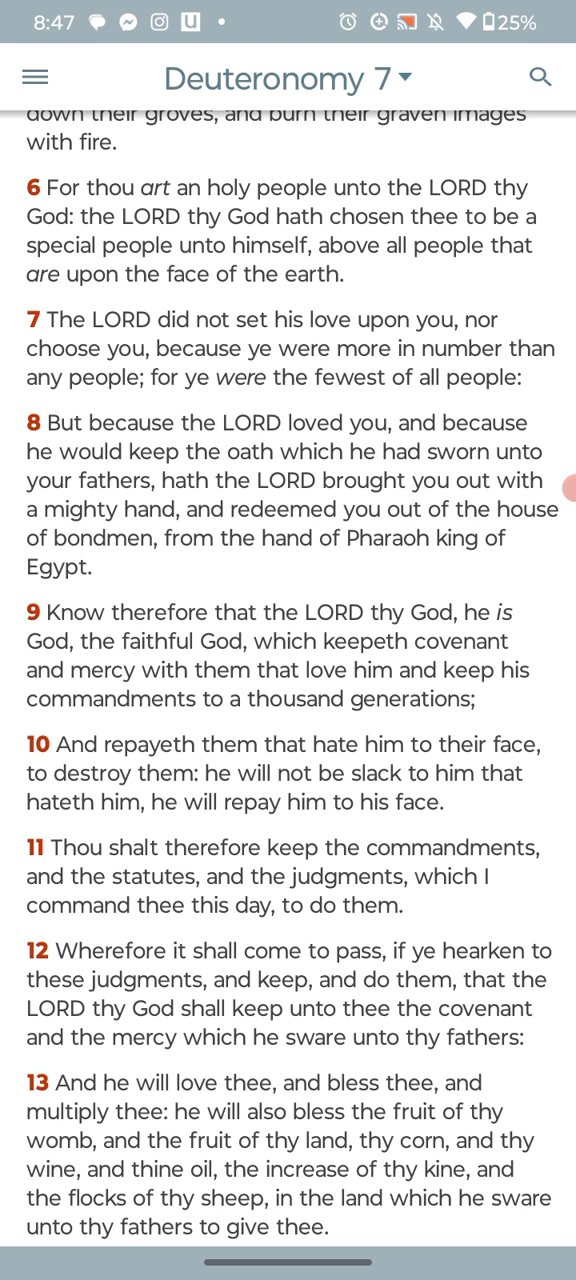 8:47
25%
Deuteronomy 7
down their groves, and burn their graven images
with fire.
6 For thou art an holy people unto the LORD thy
God: the LORD thy God hath chosen thee to be a
special people unto himself, above all people that
are upon the face of the earth.
7 The LORD did not set his love upon you, nor
choose you, because ye were more in number than
any people; for ye were the fewest of all people:
8 But because the LORD loved you, and because
he would keep the oath which he had sworn unto
your fathers, hath the LORD brought you out with
a mighty hand, and redeemed you out of the house
of bondmen, from the hand of Pharaoh king of
Egypt.
9 Know therefore that the LORD thy God, he is
God, the faithful God, which keepeth covenant
and mercy with them that love him and keep his
commandments to a thousand generations;
10 And repayeth them that hate him to their face,
to destroy them: he will not be slack to him that
hateth him, he will repay him to his face.
11 Thou shalt therefore keep the commandments,
and the statutes, and the judgments, which I
command thee this day, to do them.
12 Wherefore it shall come to pass, if ye hearken to
these judgments, and keep, and do them, that the
LORD thy God shall keep unto thee the covenant
and the mercy which he sware unto thy fathers:
13 And he will love thee, and bless thee, and
multiply thee: he will also bless the fruit of thy
womb, and the fruit of thy land, thy corn, and thy
wine, and thine oil, the increase of thy kine, and
the flocks of thy sheep, in the land which he sware
unto thy fathers to give thee.